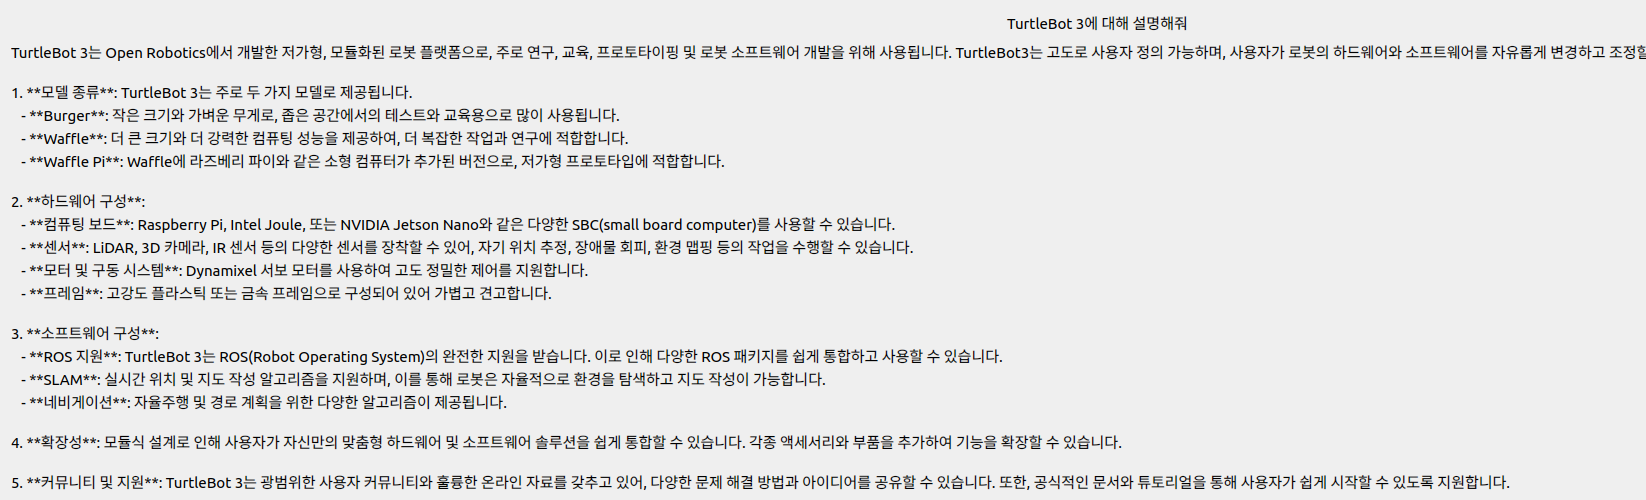 TurtleBot 3에 대해 설명해줘
TurtleBot 3는 Open Robotics에서 개발한 저가형, 모듈화된 로봇 플랫폼으로, 주로 연구, 교육, 프로토타이핑 및 로봇 소프트웨어 개발을 위해 사용됩니다. TurtleBot3는 고도로 사용자 정의 가능하며, 사용자가 로봇의 하드웨어와 소프트웨어를 자유롭게 변경하고 조정할
1. **모델 종류**: TurtleBot 3는 주로 두 가지 모델로 제공됩니다.
- **Burger**: 작은 크기와 가벼운 무게로, 좁은 공간에서의 테스트와 교육용으로 많이 사용됩니다.
- **Waffle**: 더 큰 크기와 더 강력한 컴퓨팅 성능을 제공하여, 더 복잡한 작업과 연구에 적합합니다.
- **Waffle Pi**: Waffle에 라즈베리 파이와 같은 소형 컴퓨터가 추가된 버전으로, 저가형 프로토타입에 적합합니다.
2. **하드웨어 구성**:
- **컴퓨팅 보드**: Raspberry Pi, Intel Joule, 또는 NVIDIA Jetson Nano와 같은 다양한 SBC(small board computer)를 사용할 수 있습니다.
- **센서**: LiDAR, 3D 카메라, IR 센서 등의 다양한 센서를 장착할 수 있어, 자기 위치 추정, 장애물 회피, 환경 맵핑 등의 작업을 수행할 수 있습니다.
- **모터 및 구동 시스템**: Dynamixel 서보 모터를 사용하여 고도 정밀한 제어를 지원합니다.
- **프레임**: 고강도 플라스틱 또는 금속 프레임으로 구성되어 있어 가볍고 견고합니다.
3. **소프트웨어 구성**:
- **ROS 지원**: TurtleBot 3는 ROS(Robot Operating System)의 완전한 지원을 받습니다. 이로 인해 다양한 ROS 패키지를 쉽게 통합하고 사용할 수 있습니다.
- **SLAM**: 실시간 위치 및 지도 작성 알고리즘을 지원하며, 이를 통해 로봇은 자율적으로 환경을 탐색하고 지도 작성이 가능합니다.
- **네비게이션**: 자율주행 및 경로 계획을 위한 다양한 알고리즘이 제공됩니다.
4. **확장성**: 모듈식 설계로 인해 사용자가 자신만의 맞춤형 하드웨어 및 소프트웨어 솔루션을 쉽게 통합할 수 있습니다. 각종 액세서리와 부품을 추가하여 기능을 확장할 수 있습니다.
5. **커뮤니티 및 지원**: TurtleBot 3는 광범위한 사용자 커뮤니티와 훌륭한 온라인 자료를 갖추고 있어, 다양한 문제 해결 방법과 아이디어를 공유할 수 있습니다. 또한, 공식적인 문서와 튜토리얼을 통해 사용자가 쉽게 시작할 수 있도록 지원합니다.